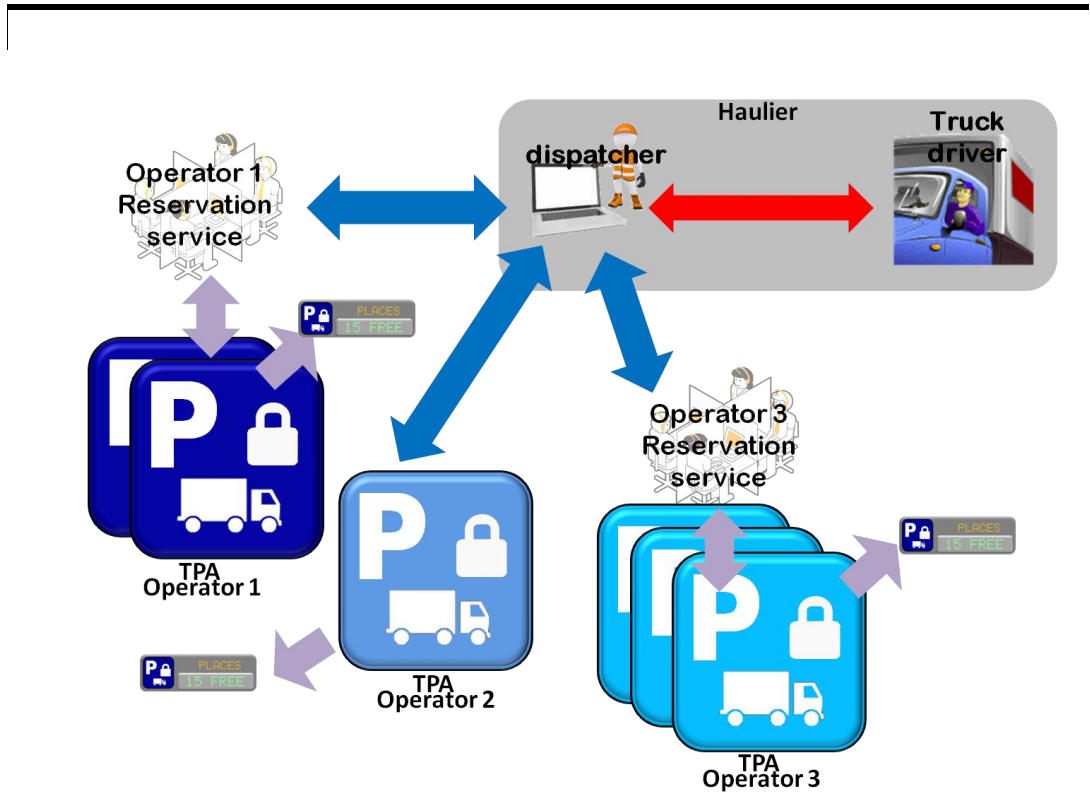 Haulier
Truck
driver
dispatcher
Operator 1
Reservation
service
P
PLACES
15 FREE
P
P
TPA
Operator 1
Operator 3
Reservation
service
P
TPA
Operator 2
P
PLACES
15 FREE
P
PLACES
15 FREE
P
TPA
Operator 3